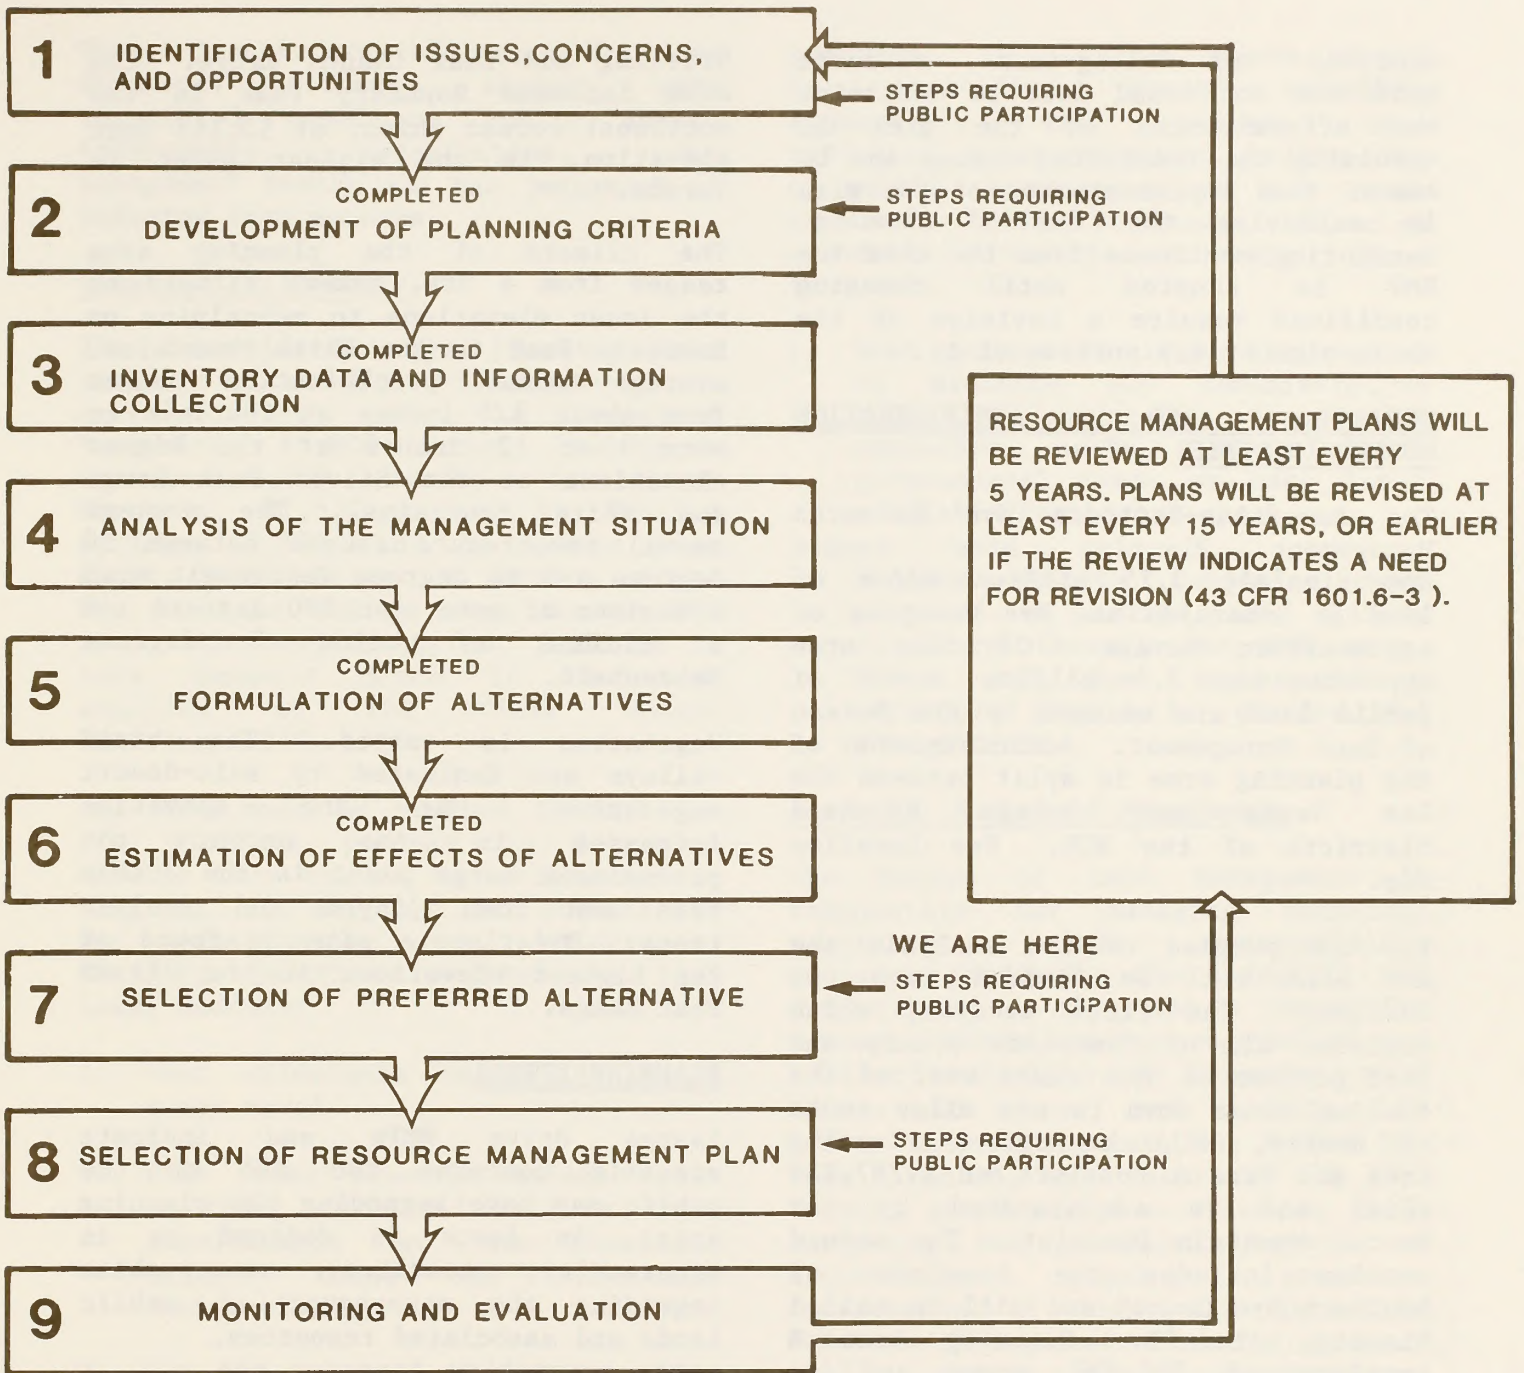 1 IDENTIFICATION OF ISSUES,CONCERNS,
AND OPPORTUNITIES
STEPS REQUIRING
PUBLIC PARTICIPATION
COMPLETED
2 DEVELOPMENT OF PLANNING CRITERIA
STEPS REQUIRING
PUBLIC PARTICIPATION
COMPLETED
3 INVENTORY DATA AND INFORMATION
COLLECTION
4 ANALYSIS OF THE MANAGEMENT SITUATION
COMPLETED
5 FORMULATION OF ALTERNATIVES
COMPLETED
6 ESTIMATION OF EFFECTS OF ALTERNATIVES
WE ARE HERE
7 SELECTION OF PREFERRED ALTERNATIVE
STEPS REQUIRING
PUBLIC PARTICIPATION
8 SELECTION OF RESOURCE MANAGEMENT PLAN
STEPS REQUIRING
PUBLIC PARTICIPATION
9 MONITORING AND EVALUATION
RESOURCE MANAGEMENT PLANS WILL
BE REVIEWED AT LEAST EVERY
5 YEARS. PLANS WILL BE REVISED AT
LEAST EVERY 15 YEARS, OR EARLIER
IF THE REVIEW INDICATES A NEED
FOR REVISION (43 CFR 1601.6-3 ).